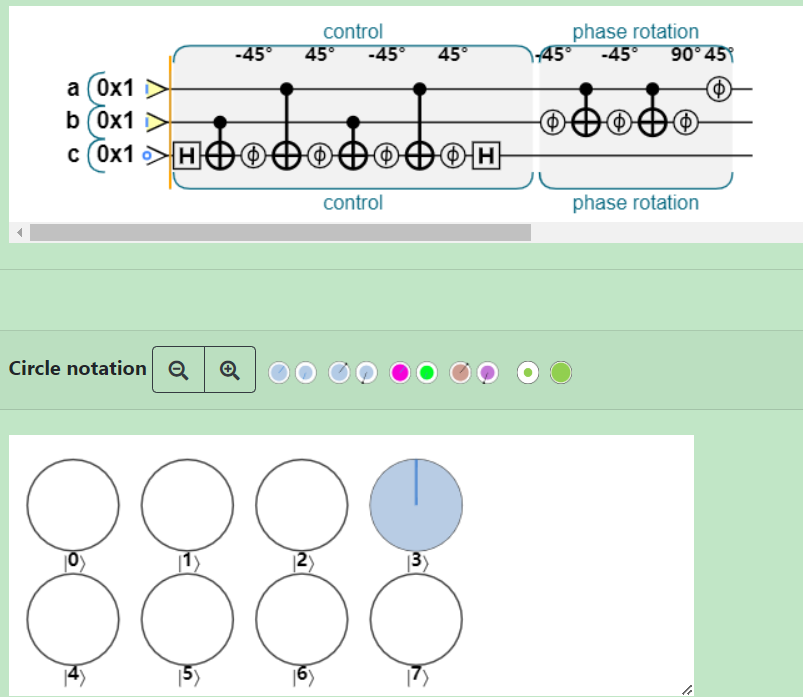 control phase rotation
-45° 45° -45° 45° -45° -45° 90° 45°
a 0x1 ϕ
b 0x1 ϕ ϕ ϕ
c 0x1 H ϕ ϕ ϕ ϕ H
control phase rotation
Circle notation
|0⟩ |1⟩ |2⟩ |3⟩
|4⟩ |5⟩ |6⟩ |7⟩